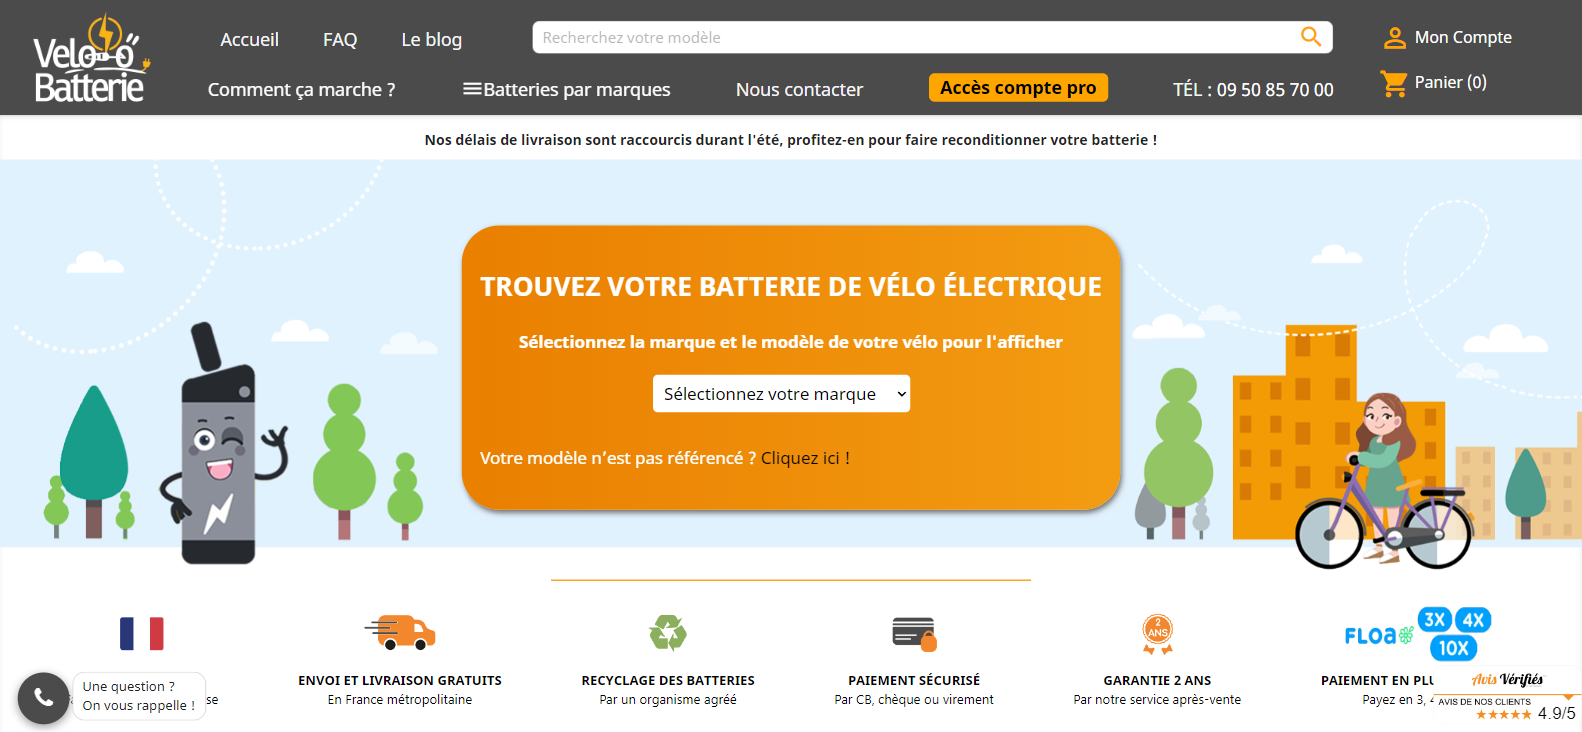 Velo
Batterie
Accueil
FAQ
Le blog
Recherchez votre modèle
Mon Compte
Comment ça marche ?
Batteries par marques
Nous contacter
Accès compte pro
TÉL : 09 50 85 70 00
Panier (0)
Nos délais de livraison sont raccourcis durant l'été, profitez-en pour faire reconditionner votre batterie !
TROUVEZ VOTRE BATTERIE DE VÉLO ÉLECTRIQUE
Sélectionnez la marque et le modèle de votre vélo pour l'afficher
Sélectionnez votre marque
Votre modèle n’est pas référencé ? Cliquez ici !
2
ANS
FLOA
3X
4X
10X
ENVOI ET LIVRAISON GRATUITS
En France métropolitaine
RECYCLAGE DES BATTERIES
Par un organisme agréé
PAIEMENT SÉCURISÉ
Par CB, chèque ou virement
GARANTIE 2 ANS
Par notre service après-vente
PAIEMENT EN PLU
Payez en 3, 4
Une question ?
On vous rappelle !
se
Avis Vérifiés
AVIS DE NOS CLIENTS
4.9/5